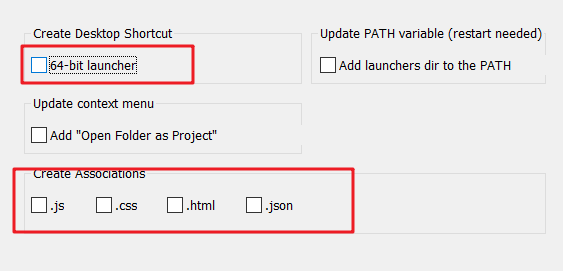 Create Desktop Shortcut
64-bit launcher
Update PATH variable (restart needed)
Add launchers dir to the PATH
Update context menu
Add "Open Folder as Project"
Create Associations
.js .css .html .json